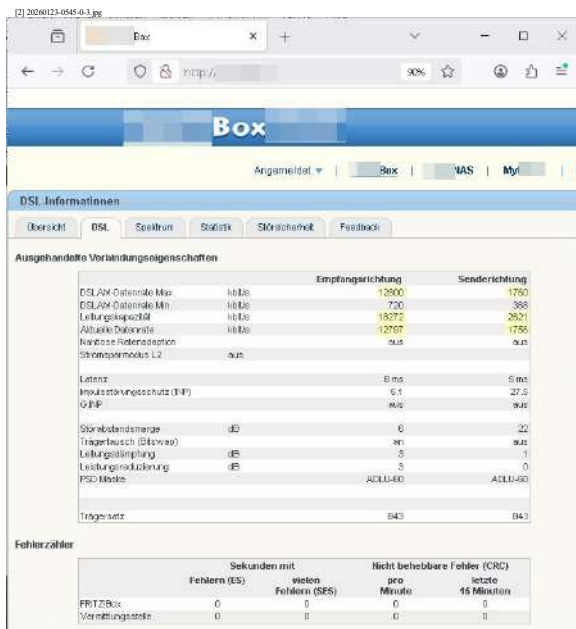 [2] 20260123-0545-0-3.jpg
Box
http://
90%
Box
Angemeldet | Box | NAS | My
DSL-Informationen
Übersicht DSL Spektrum Statistik Störsicherheit Feedback
Ausgehandelte Verbindungseigenschaften
Empfangsrichtung Senderichtung
DSLAM-Datenrate Max. kbit/s 12800 1760
DSLAM-Datenrate Min. kbit/s 720 368
Leitungskapazität kbit/s 18272 2621
Aktuelle Datenrate kbit/s 12797 1756
Nahtlose Ratenadaption aus aus
Stromsparmodus L2 aus
Latenz 8 ms 5 ms
Impulsstörungsschutz (INP) 5.1 27.5
G.INP aus aus
Störabstandsmarge dB 6 22
Trägertausch (Bitswap) an aus
Leitungsdämpfung dB 3 1
Leistungsreduzierung dB 3 0
PSD Maske ADLU-60 ADLU-60
Trägersatz B43 B43
Fehlerzähler
Sekunden mit Nicht behebbare Fehler (CRC)
Fehlern (ES) vielen Fehlern (SES) pro Minute letzte 15 Minuten
FRITZ!Box 0 0 0 0
Vermittlungsstelle 0 0 0 0